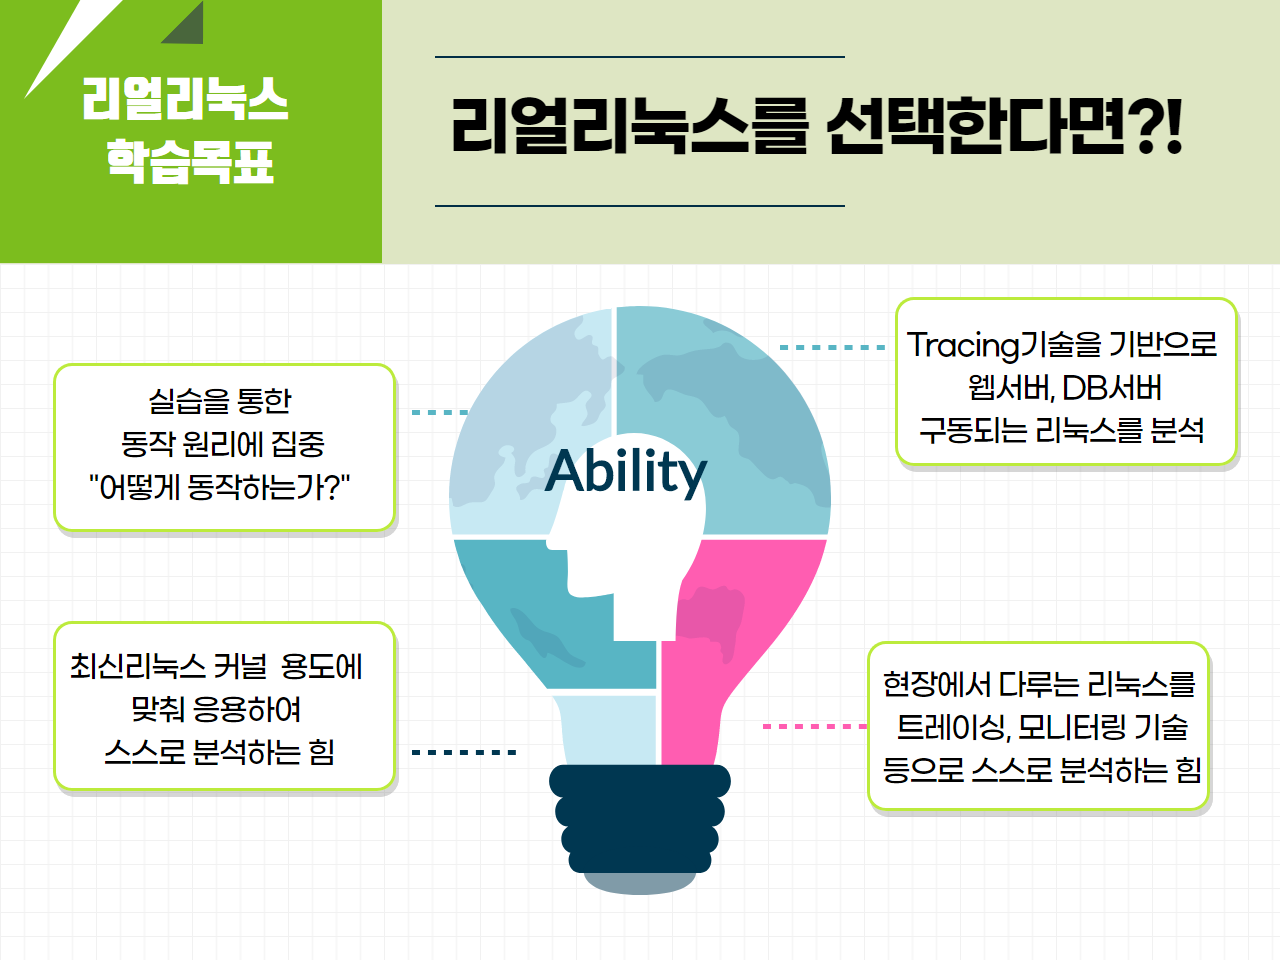 리얼리눅스
학습목표
리얼리눅스를 선택한다면?!
실습을 통한
동작 원리에 집중
"어떻게 동작하는가?"
Tracing기술을 기반으로
웹서버, DB서버
구동되는 리눅스를 분석
Ability
최신리눅스 커널 용도에
맞춰 응용하여
스스로 분석하는 힘
현장에서 다루는 리눅스를
트레이싱, 모니터링 기술
등으로 스스로 분석하는 힘